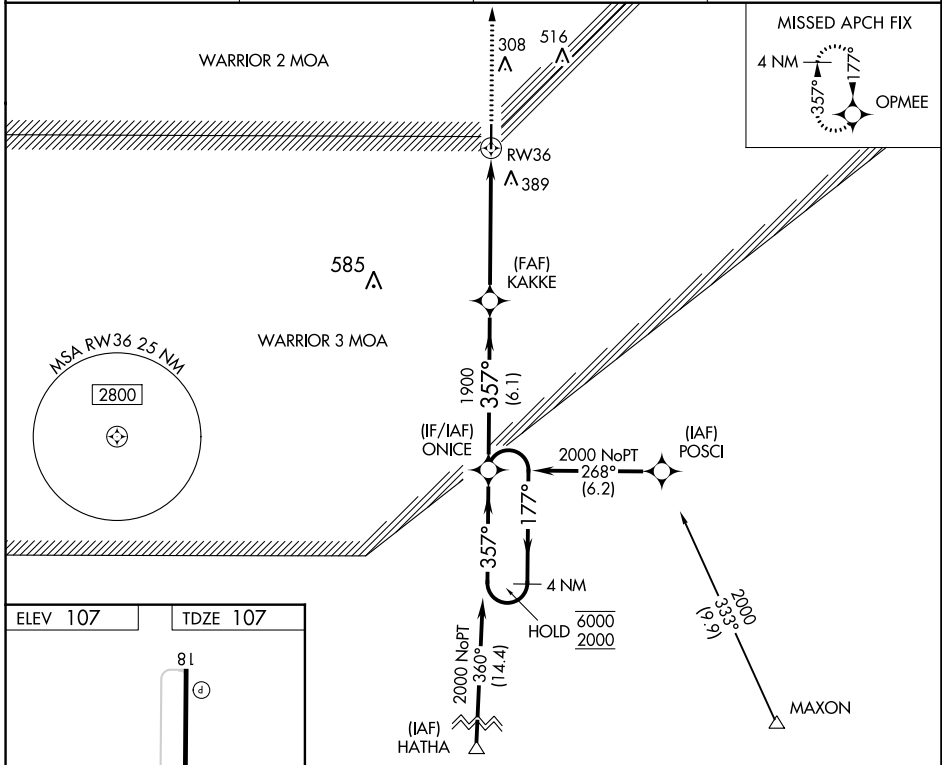 WARRIOR 2 MOA
308
516
MISSED APCH FIX
4 NM
357°
177°
OPMEE
RW36
389
585
(FAF)
KAKKE
WARRIOR 3 MOA
MSA RW36 25 NM
2800
1900
357°
(6.1)
(IF/IAF)
ONICE
2000 NoPT
268°
(6.2)
(IAF)
POSCI
357°
177°
4 NM
HOLD
6000
2000
2000
333°
(9.9)
MAXON
2000 NoPT
360°
(14.4)
(IAF)
HATHA
ELEV 107
TDZE 107
18
P